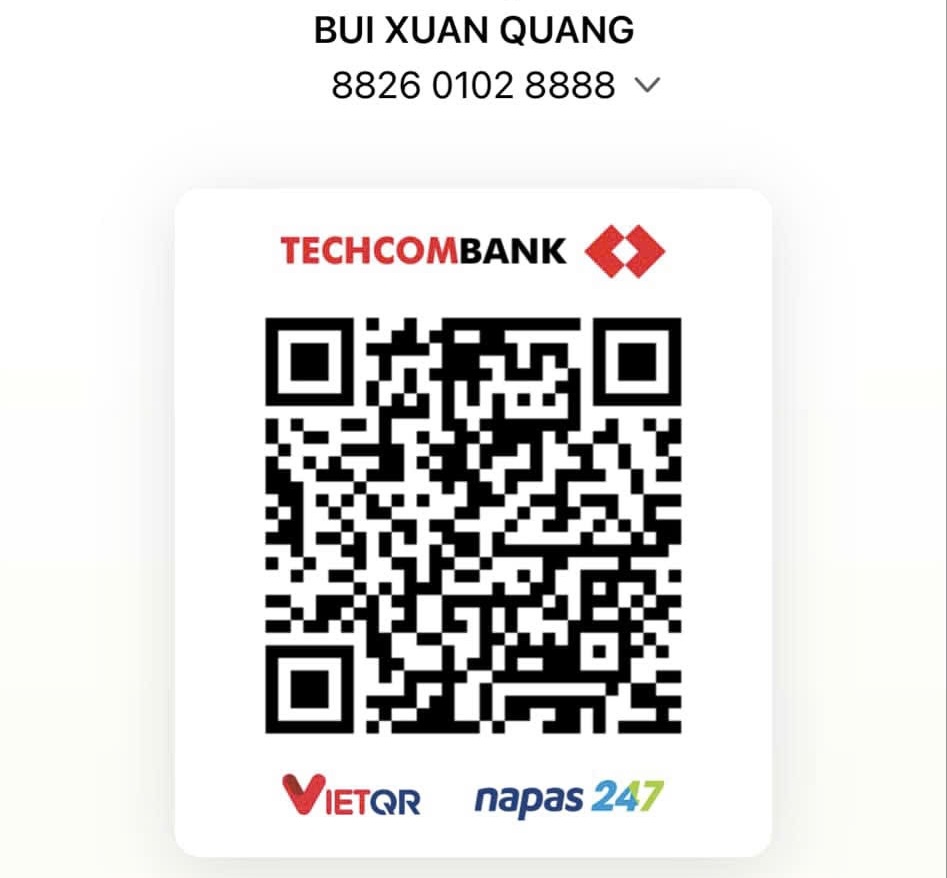 BUI XUAN QUANG
8826 0102 8888
TECHCOMBANK
VIETQR
napas 247